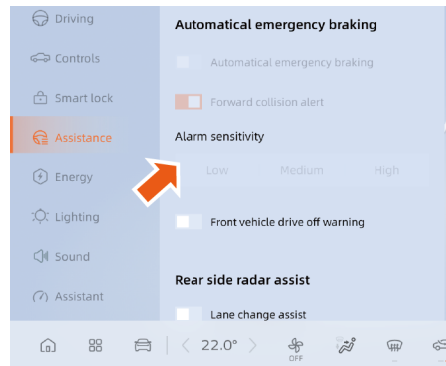 Driving
Automatical emergency braking
Controls
Automatical emergency braking
Smart lock
Forward collision alert
Assistance
Alarm sensitivity
Energy
Low Medium High
Lighting
Front vehicle drive off warning
Sound
Rear side radar assist
Assistant
Lane change assist
< 22.0° >
OFF